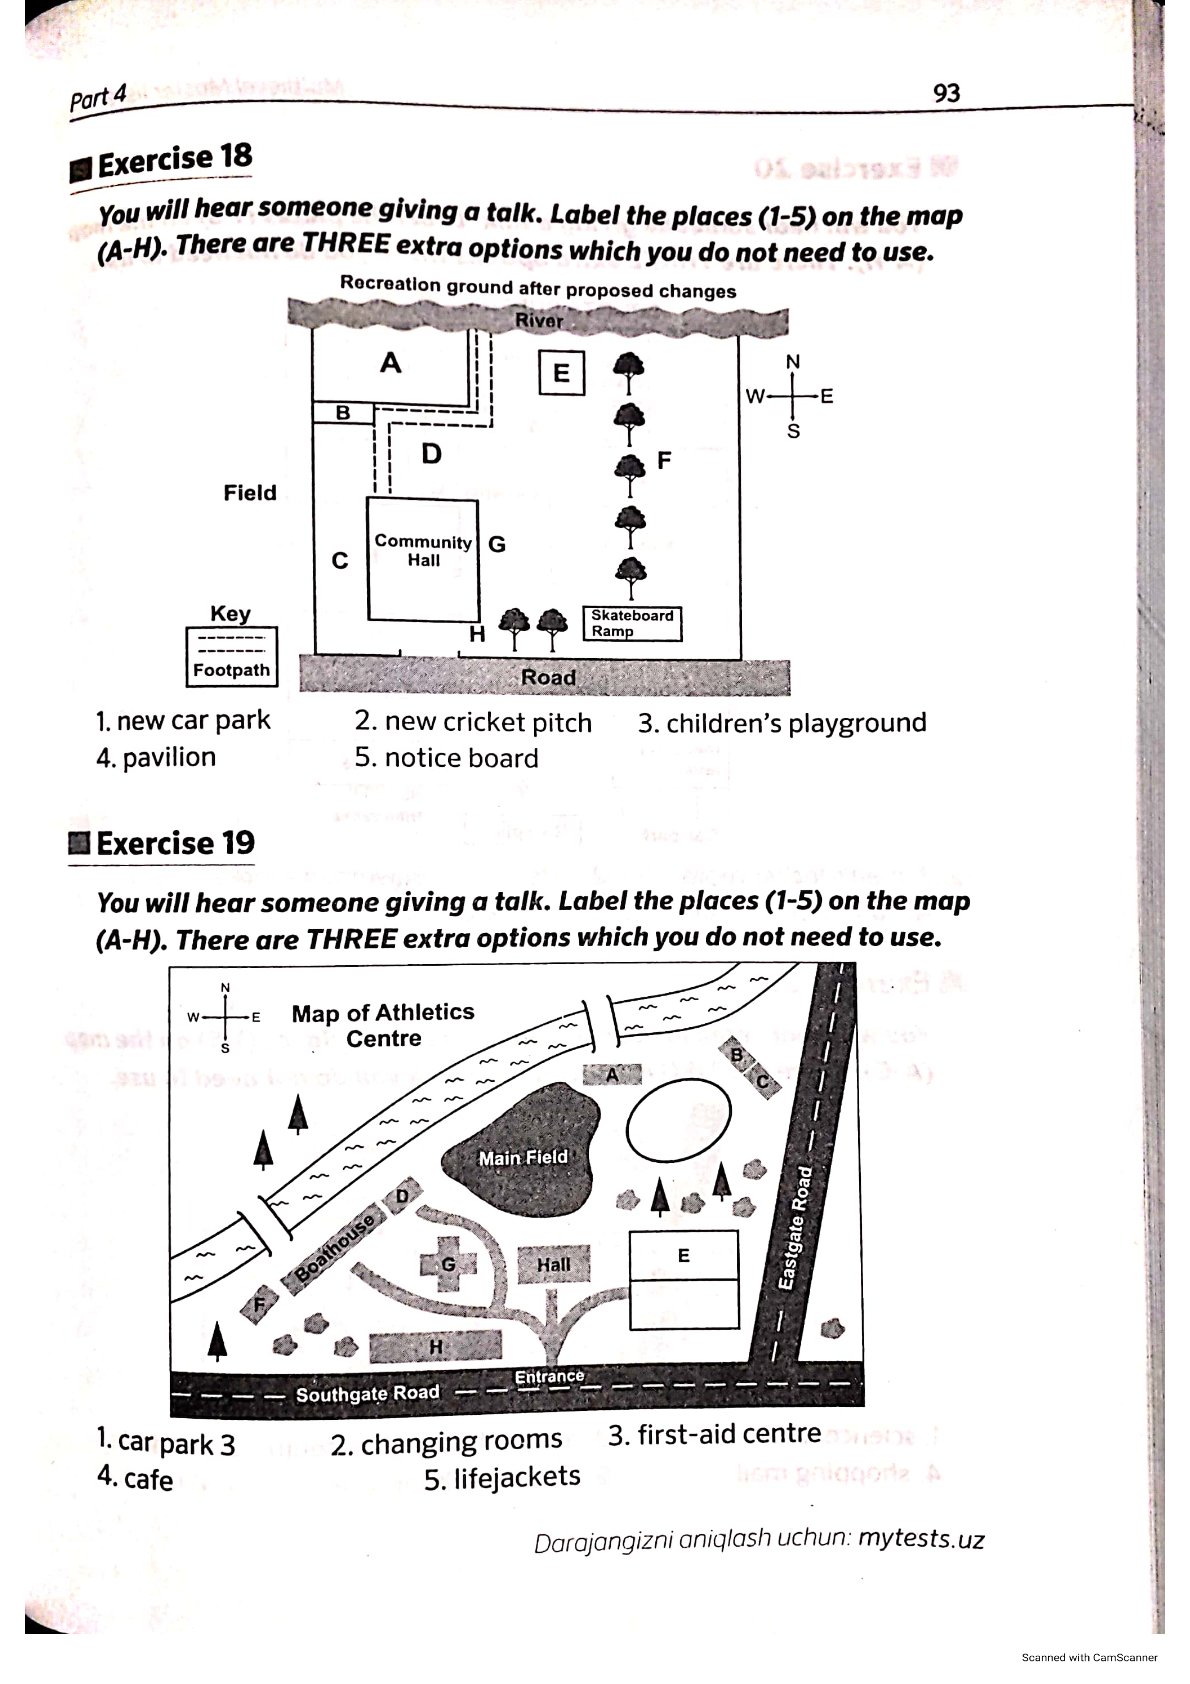 Part 4
93
Exercise 18
You will hear someone giving a talk. Label the places (1-5) on the map
(A-H). There are THREE extra options which you do not need to use.
Recreation ground after proposed changes
River
A
E
N
W E
S
B
D
F
Field
Community
Hall
G
C
Key
Footpath
H
Skateboard
Ramp
Road
1. new car park 2. new cricket pitch 3. children's playground
4. pavilion 5. notice board
Exercise 19
You will hear someone giving a talk. Label the places (1-5) on the map
(A-H). There are THREE extra options which you do not need to use.
N
W E
S
Map of Athletics
Centre
B
C
A
Main Field
D
Boathouse
F
G
Hall
E
Eastgate Road
H
Entrance
Southgate Road
1. car park 3 2. changing rooms 3. first-aid centre
4. cafe 5. lifejackets
Darajangizni aniqlash uchun: mytests.uz
Scanned with CamScanner